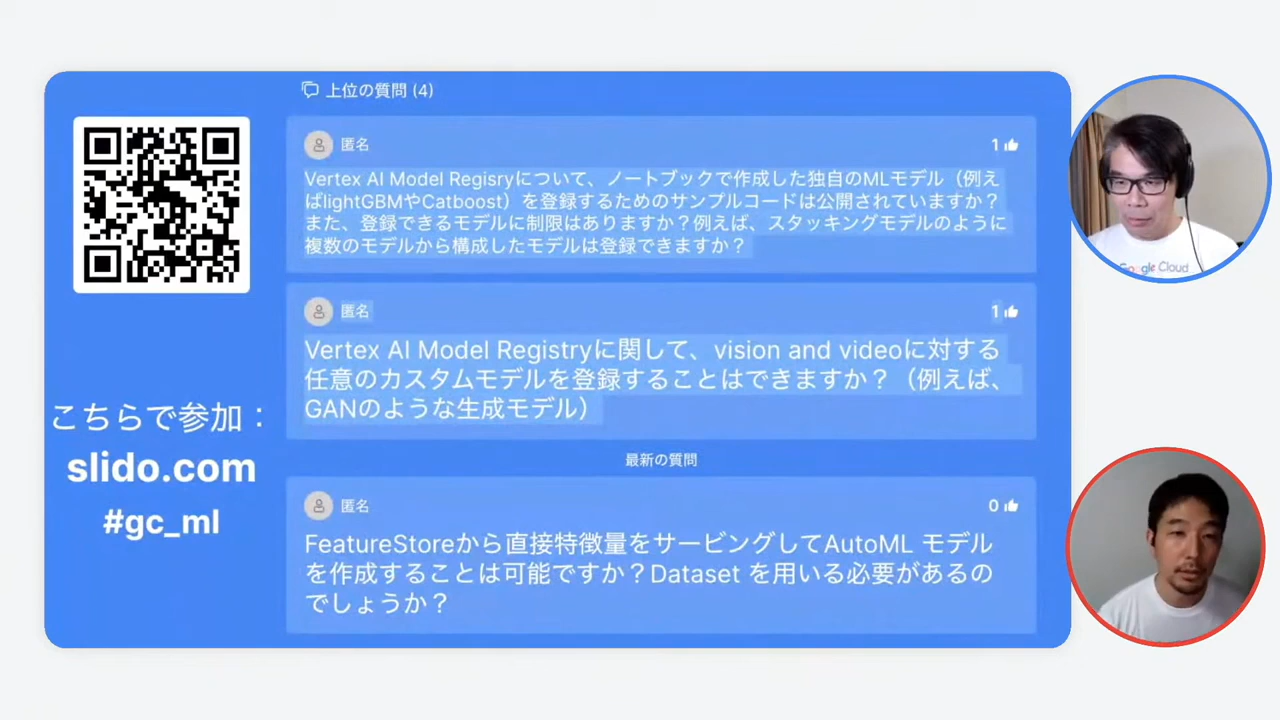 上位の質問 (4)
匿名
1
Vertex AI Model Regisryについて、ノートブックで作成した独自のMLモデル（例え
ばlightGBMやCatboost）を登録するためのサンプルコードは公開されていますか？
また、登録できるモデルに制限はありますか？例えば、スタッキングモデルのように
複数のモデルから構成したモデルは登録できますか？
匿名
1
Vertex AI Model Registryに関して、vision and videoに対する
任意のカスタムモデルを登録することはできますか？（例えば、
GANのような生成モデル）
最新の質問
匿名
0
FeatureStoreから直接特徴量をサービングしてAutoML モデル
を作成することは可能ですか？Dataset を用いる必要があるの
でしょうか？
こちらで参加：
slido.com
#gc_ml
Google Cloud